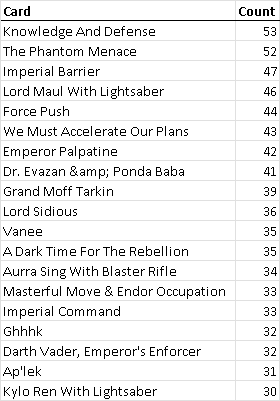 Card Count
Knowledge And Defense 53
The Phantom Menace 52
Imperial Barrier 47
Lord Maul With Lightsaber 46
Force Push 44
We Must Accelerate Our Plans 43
Emperor Palpatine 42
Dr. Evazan &amp; Ponda Baba 41
Grand Moff Tarkin 39
Lord Sidious 36
Vanee 35
A Dark Time For The Rebellion 35
Aurra Sing With Blaster Rifle 34
Masterful Move & Endor Occupation 33
Imperial Command 33
Ghhhk 32
Darth Vader, Emperor's Enforcer 32
Ap'lek 31
Kylo Ren With Lightsaber 30